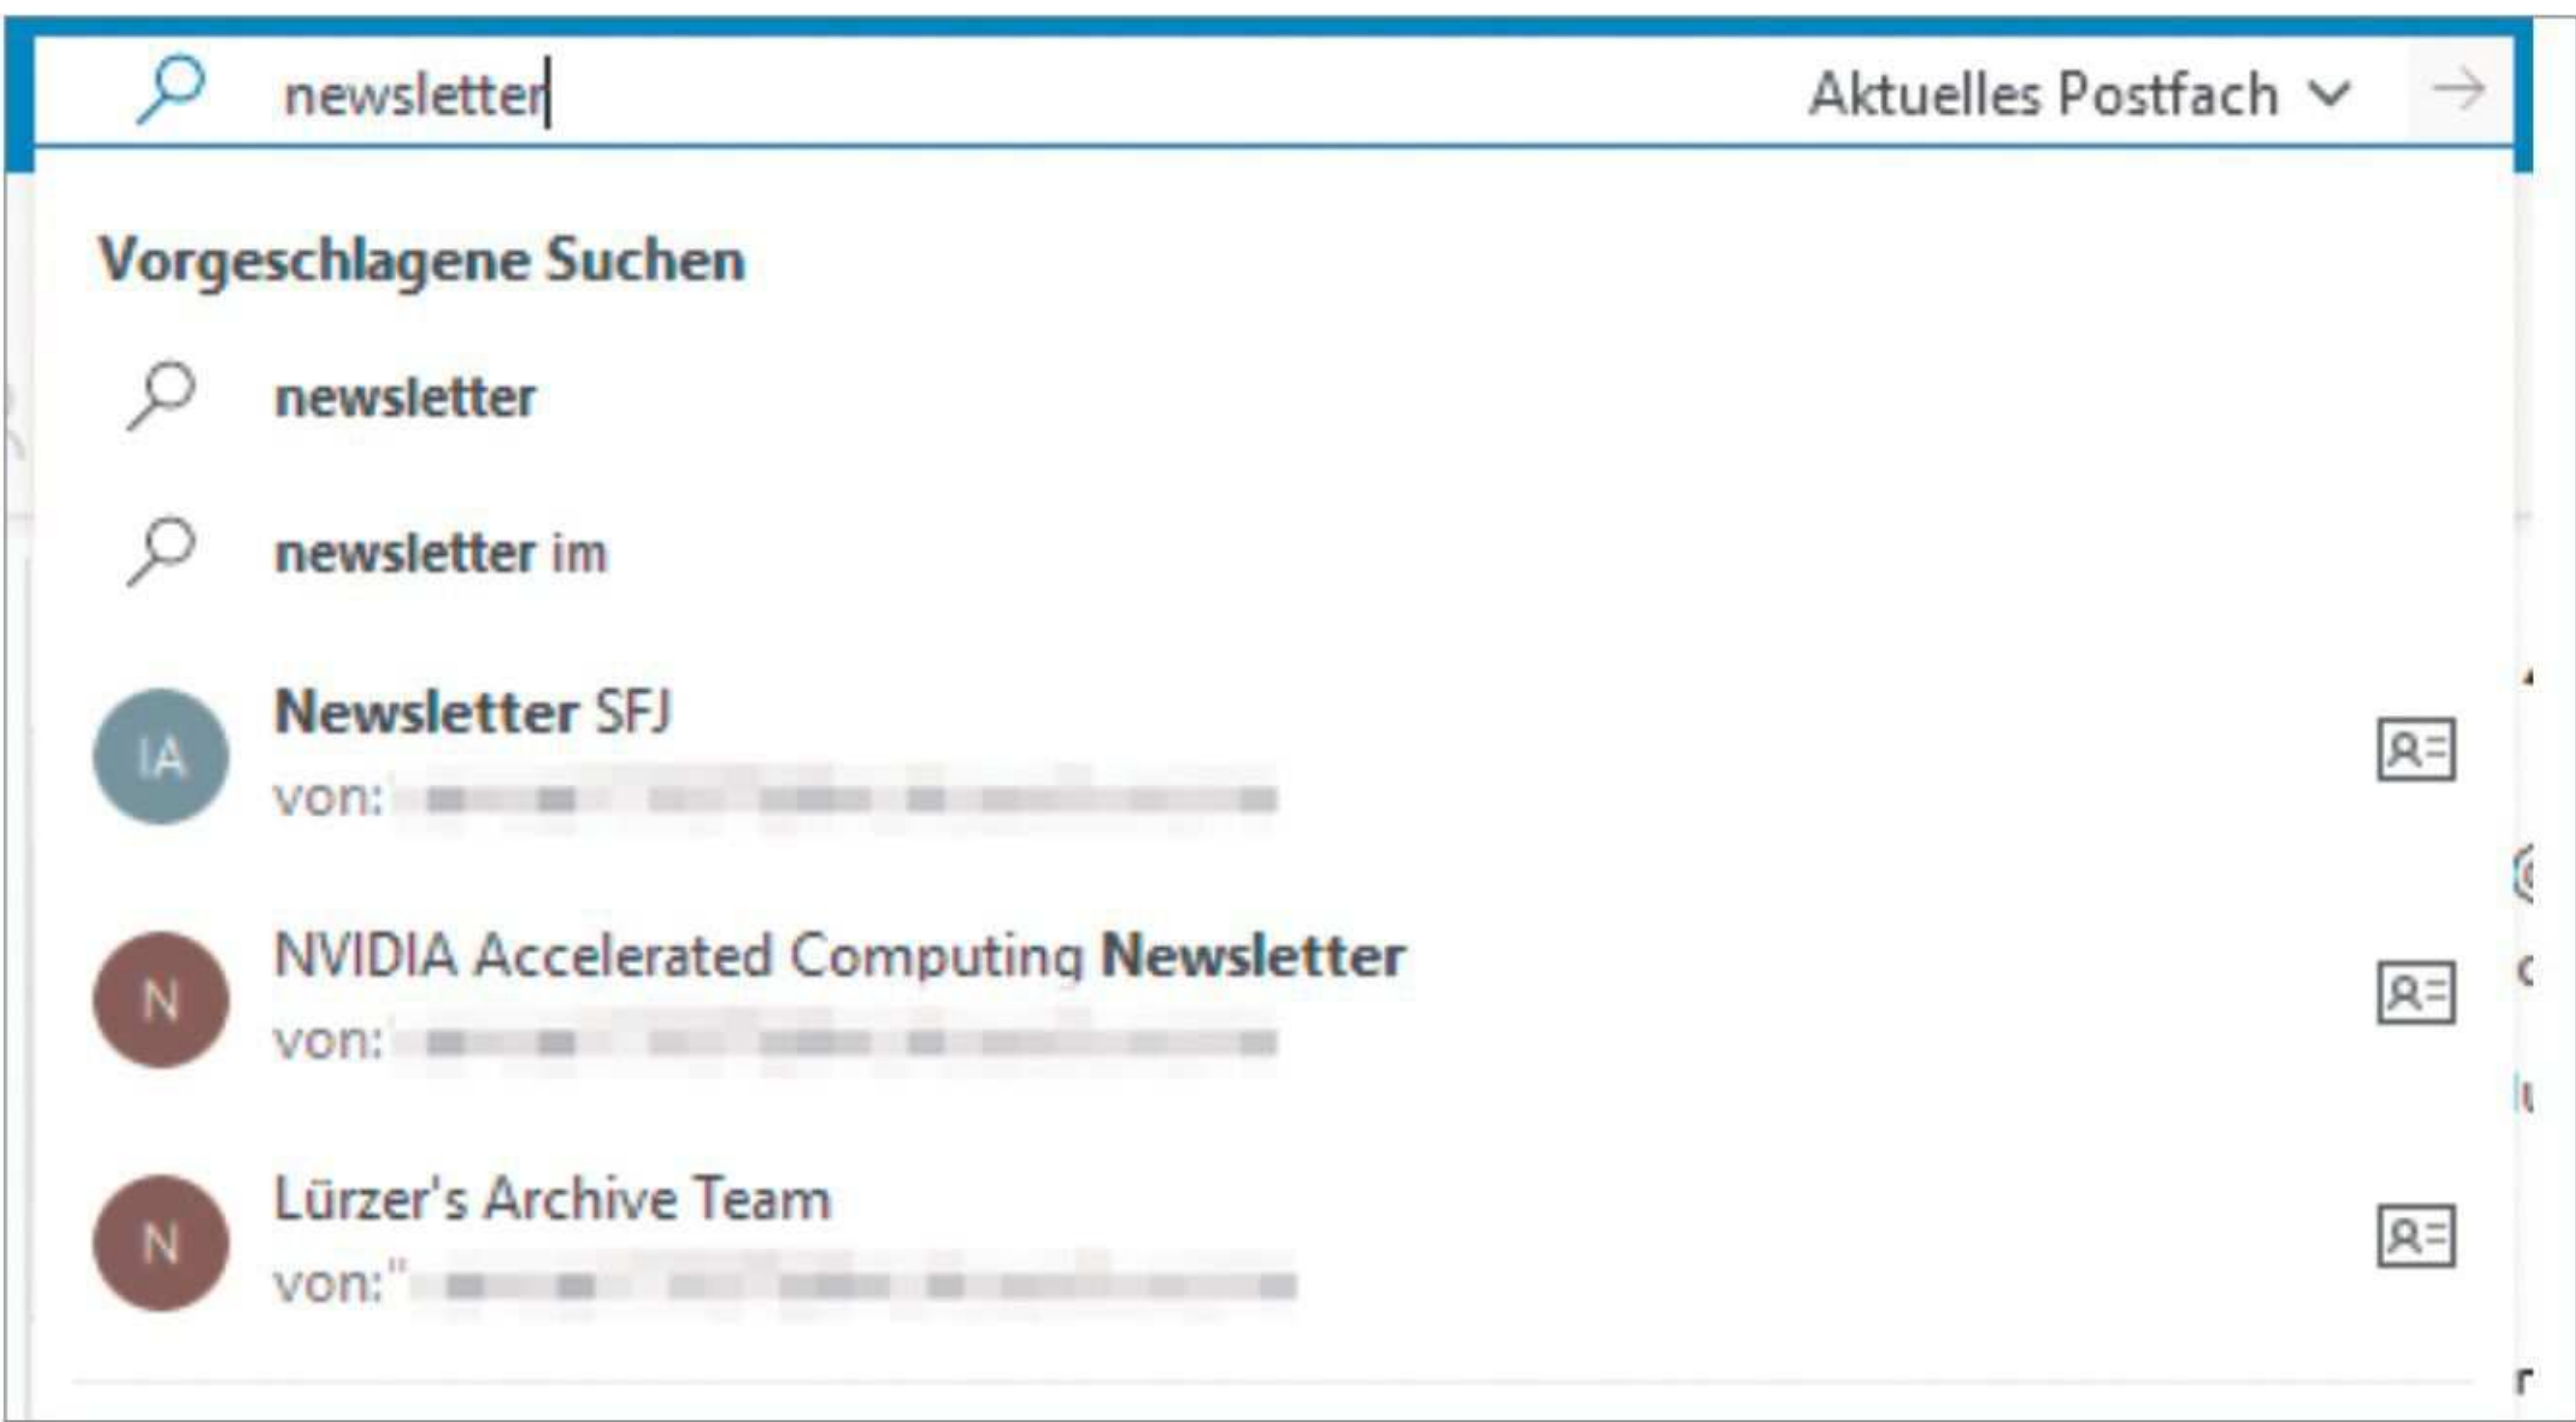 newsletter Aktuelles Postfach
Vorgeschlagene Suchen
newsletter
newsletter im
IA Newsletter SFJ
von:
N NVIDIA Accelerated Computing Newsletter
von:
N Lürzer's Archive Team
von:"